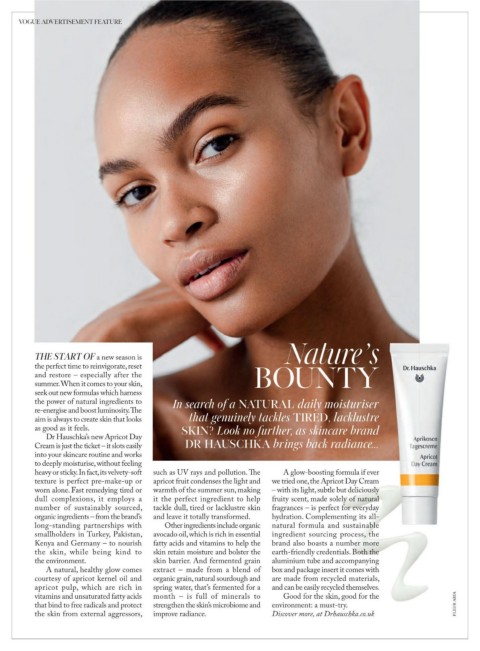 VOGUE ADVERTISEMENT FEATURE
Nature's
BOUNTY
In search of a NATURAL daily moisturiser
that genuinely tackles TIRED, lacklustre
SKIN? Look no further, as skincare brand
DR HAUSCHKA brings back radiance...
THE START OF a new season is
the perfect time to reinvigorate, reset
and restore – especially after the
summer. When it comes to your skin,
seek out new formulas which harness
the power of natural ingredients to
re-energise and boost luminosity. The
aim is always to create skin that looks
as good as it feels.
Dr Hauschka's new Apricot Day
Cream is just the ticket – it slots easily
into your skincare routine and works
to deeply moisturise, without feeling
heavy or sticky. In fact, its velvety-soft
texture is perfect pre-make-up or
worn alone. Fast remedying tired or
dull complexions, it employs a
number of sustainably sourced,
organic ingredients – from the brand's
long-standing partnerships with
smallholders in Turkey, Pakistan,
Kenya and Germany – to nourish
the skin, while being kind to
the environment.
A natural, healthy glow comes
courtesy of apricot kernel oil and
apricot pulp, which are rich in
vitamins and unsaturated fatty acids
that bind to free radicals and protect
the skin from external aggressors,
such as UV rays and pollution. The
apricot fruit condenses the light and
warmth of the summer sun, making
it the perfect ingredient to help
tackle dull, tired or lacklustre skin
and leave it totally transformed.
Other ingredients include organic
avocado oil, which is rich in essential
fatty acids and vitamins to help the
skin retain moisture and bolster the
skin barrier. And fermented grain
extract – made from a blend of
organic grain, natural sourdough and
spring water, that's fermented for a
month – is full of minerals to
strengthen the skin's microbiome and
improve radiance.
A glow-boosting formula if ever
we tried one, the Apricot Day Cream
– with its light, subtle but deliciously
fruity scent, made solely of natural
fragrances – is perfect for everyday
hydration. Complementing its all-
natural formula and sustainable
ingredient sourcing process, the
brand also boasts a number more
earth-friendly credentials. Both the
aluminium tube and accompanying
box and package insert it comes with
are made from recycled materials,
and can be easily recycled themselves.
Good for the skin, good for the
environment: a must-try.
Discover more, at Drhauschka.co.uk
Dr. Hauschka
Aprikosen
Tagescreme
Apricot
Day Cream